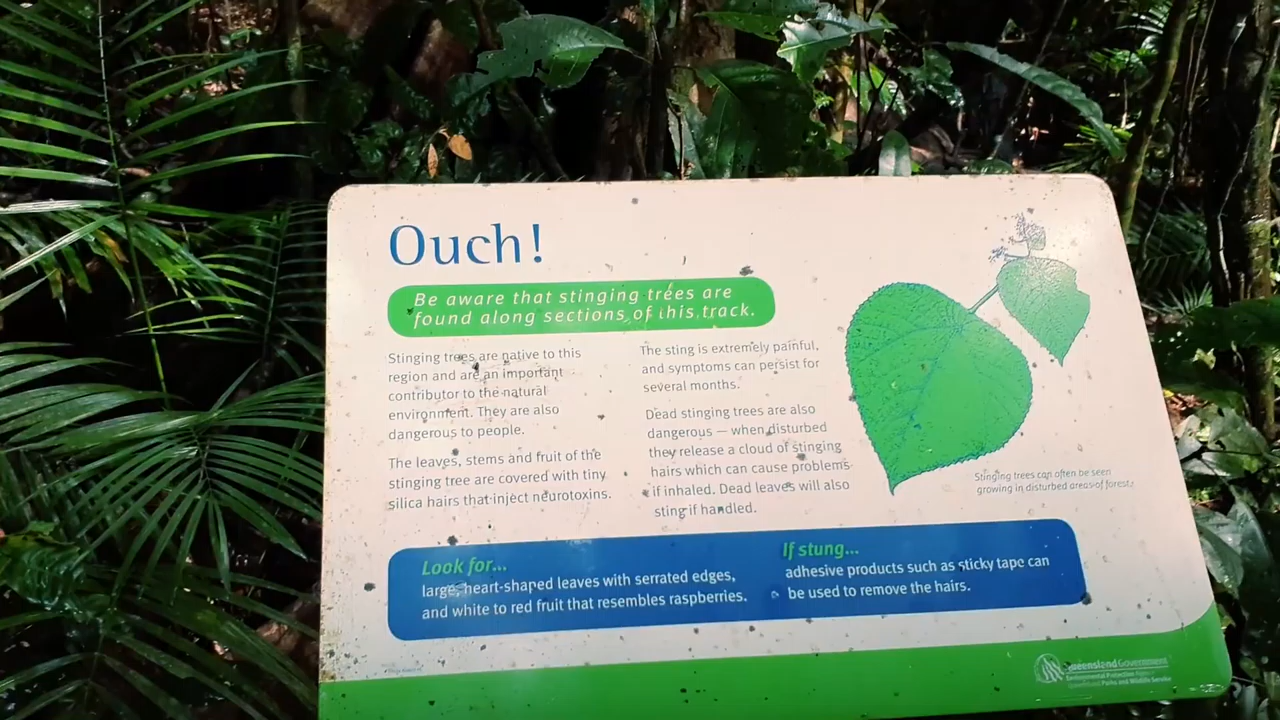 Ouch!
Be aware that stinging trees are
found along sections of this track.
Stinging trees are native to this
region and are an important
contributor to the natural
environment. They are also
dangerous to people.
The leaves, stems and fruit of the
stinging tree are covered with tiny
silica hairs that inject neurotoxins.
The sting is extremely painful,
and symptoms can persist for
several months.
Dead stinging trees are also
dangerous — when disturbed
they release a cloud of stinging
hairs which can cause problems
if inhaled. Dead leaves will also
sting if handled.
Stinging trees can often be seen
growing in disturbed areas of forest.
Look for...
large, heart-shaped leaves with serrated edges,
and white to red fruit that resembles raspberries.
If stung...
adhesive products such as sticky tape can
be used to remove the hairs.
Queensland Government
Environmental Protection
Parks and Wildlife Service